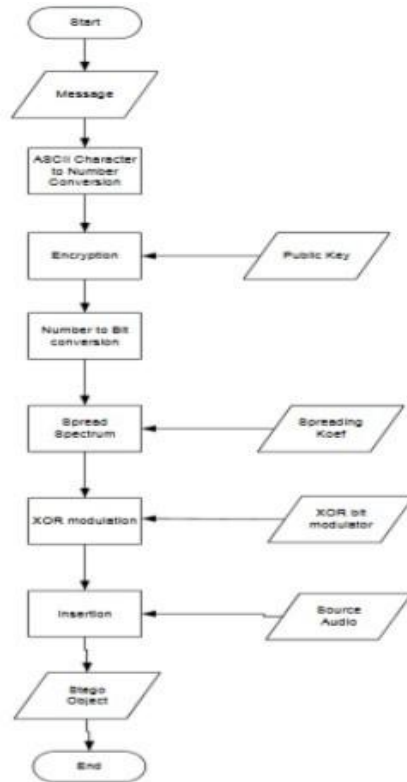 Start
Message
ASCII Character
to Number
Conversion
Encryption
Public Key
Number to Bit
conversion
Spread
Spectrum
Spreading
Koef
XOR modulation
XOR bit
modulator
Insertion
Source
Audio
Stego
Object
End